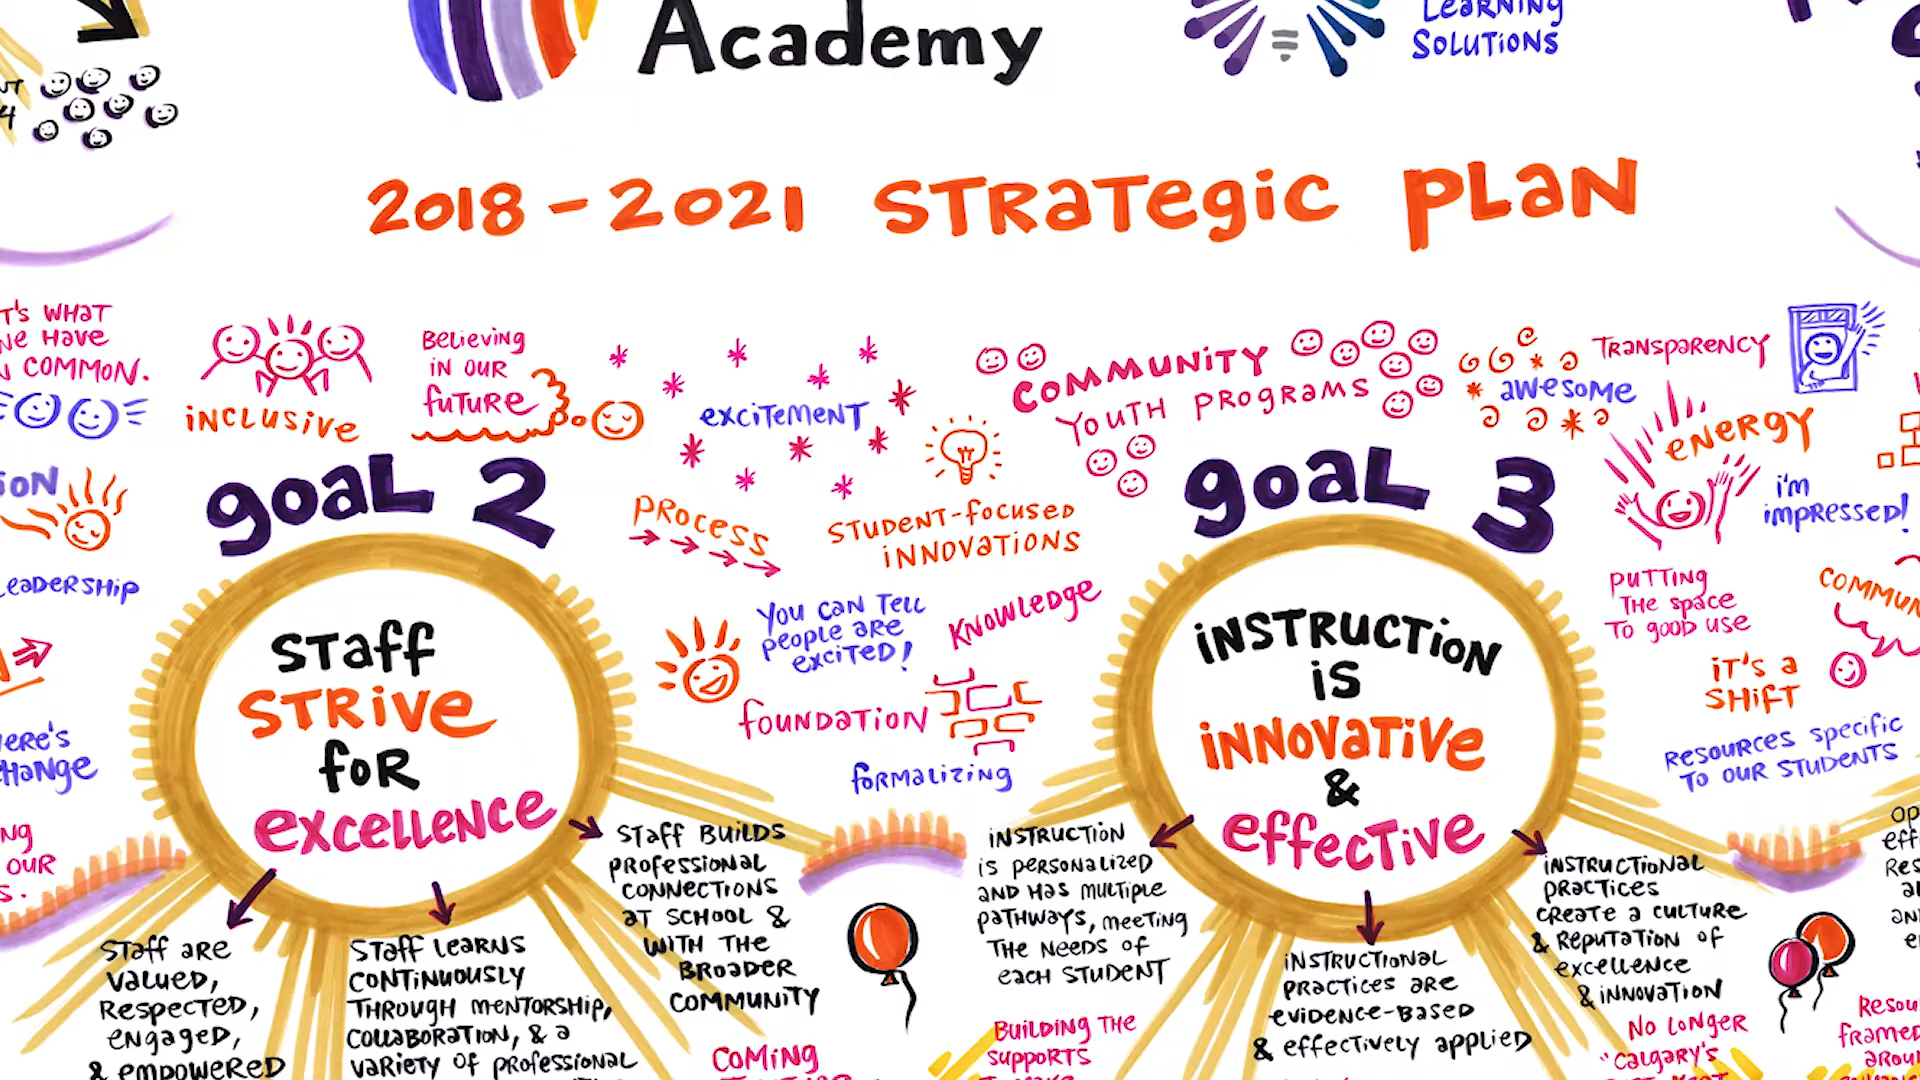 Academy
Learning
Solutions
2018-2021 Strategic Plan
WHAT
Have
COMMON.
inclusive
Believing
in our
future
excitement
Community
Youth Programs
awesome
Transparency
energy
i'm
impressed!
goal 2
Process
Student-focused
innovations
goal 3
Leadership
You can tell
people are
excited!
Knowledge
foundation
formalizing
Putting
the space
to good use
it's a
shift
Resources specific
to our students
Staff
strive
for
excellence
instruction
is
innovative
&
effective
OUR
Staff are
valued,
Respected,
engaged,
& empowered
Staff learns
continuously
through mentorship,
collaboration, & a
variety of professional
Staff builds
professional
connections
at school &
with the
broader
community
Coming
instruction
is personalized
and has multiple
pathways, meeting
the needs of
each student
Building the
supports
instructional
practices are
evidence-based
& effectively applied
instructional
practices
create a culture
& reputation of
excellence
& innovation
No longer
"Calgary's